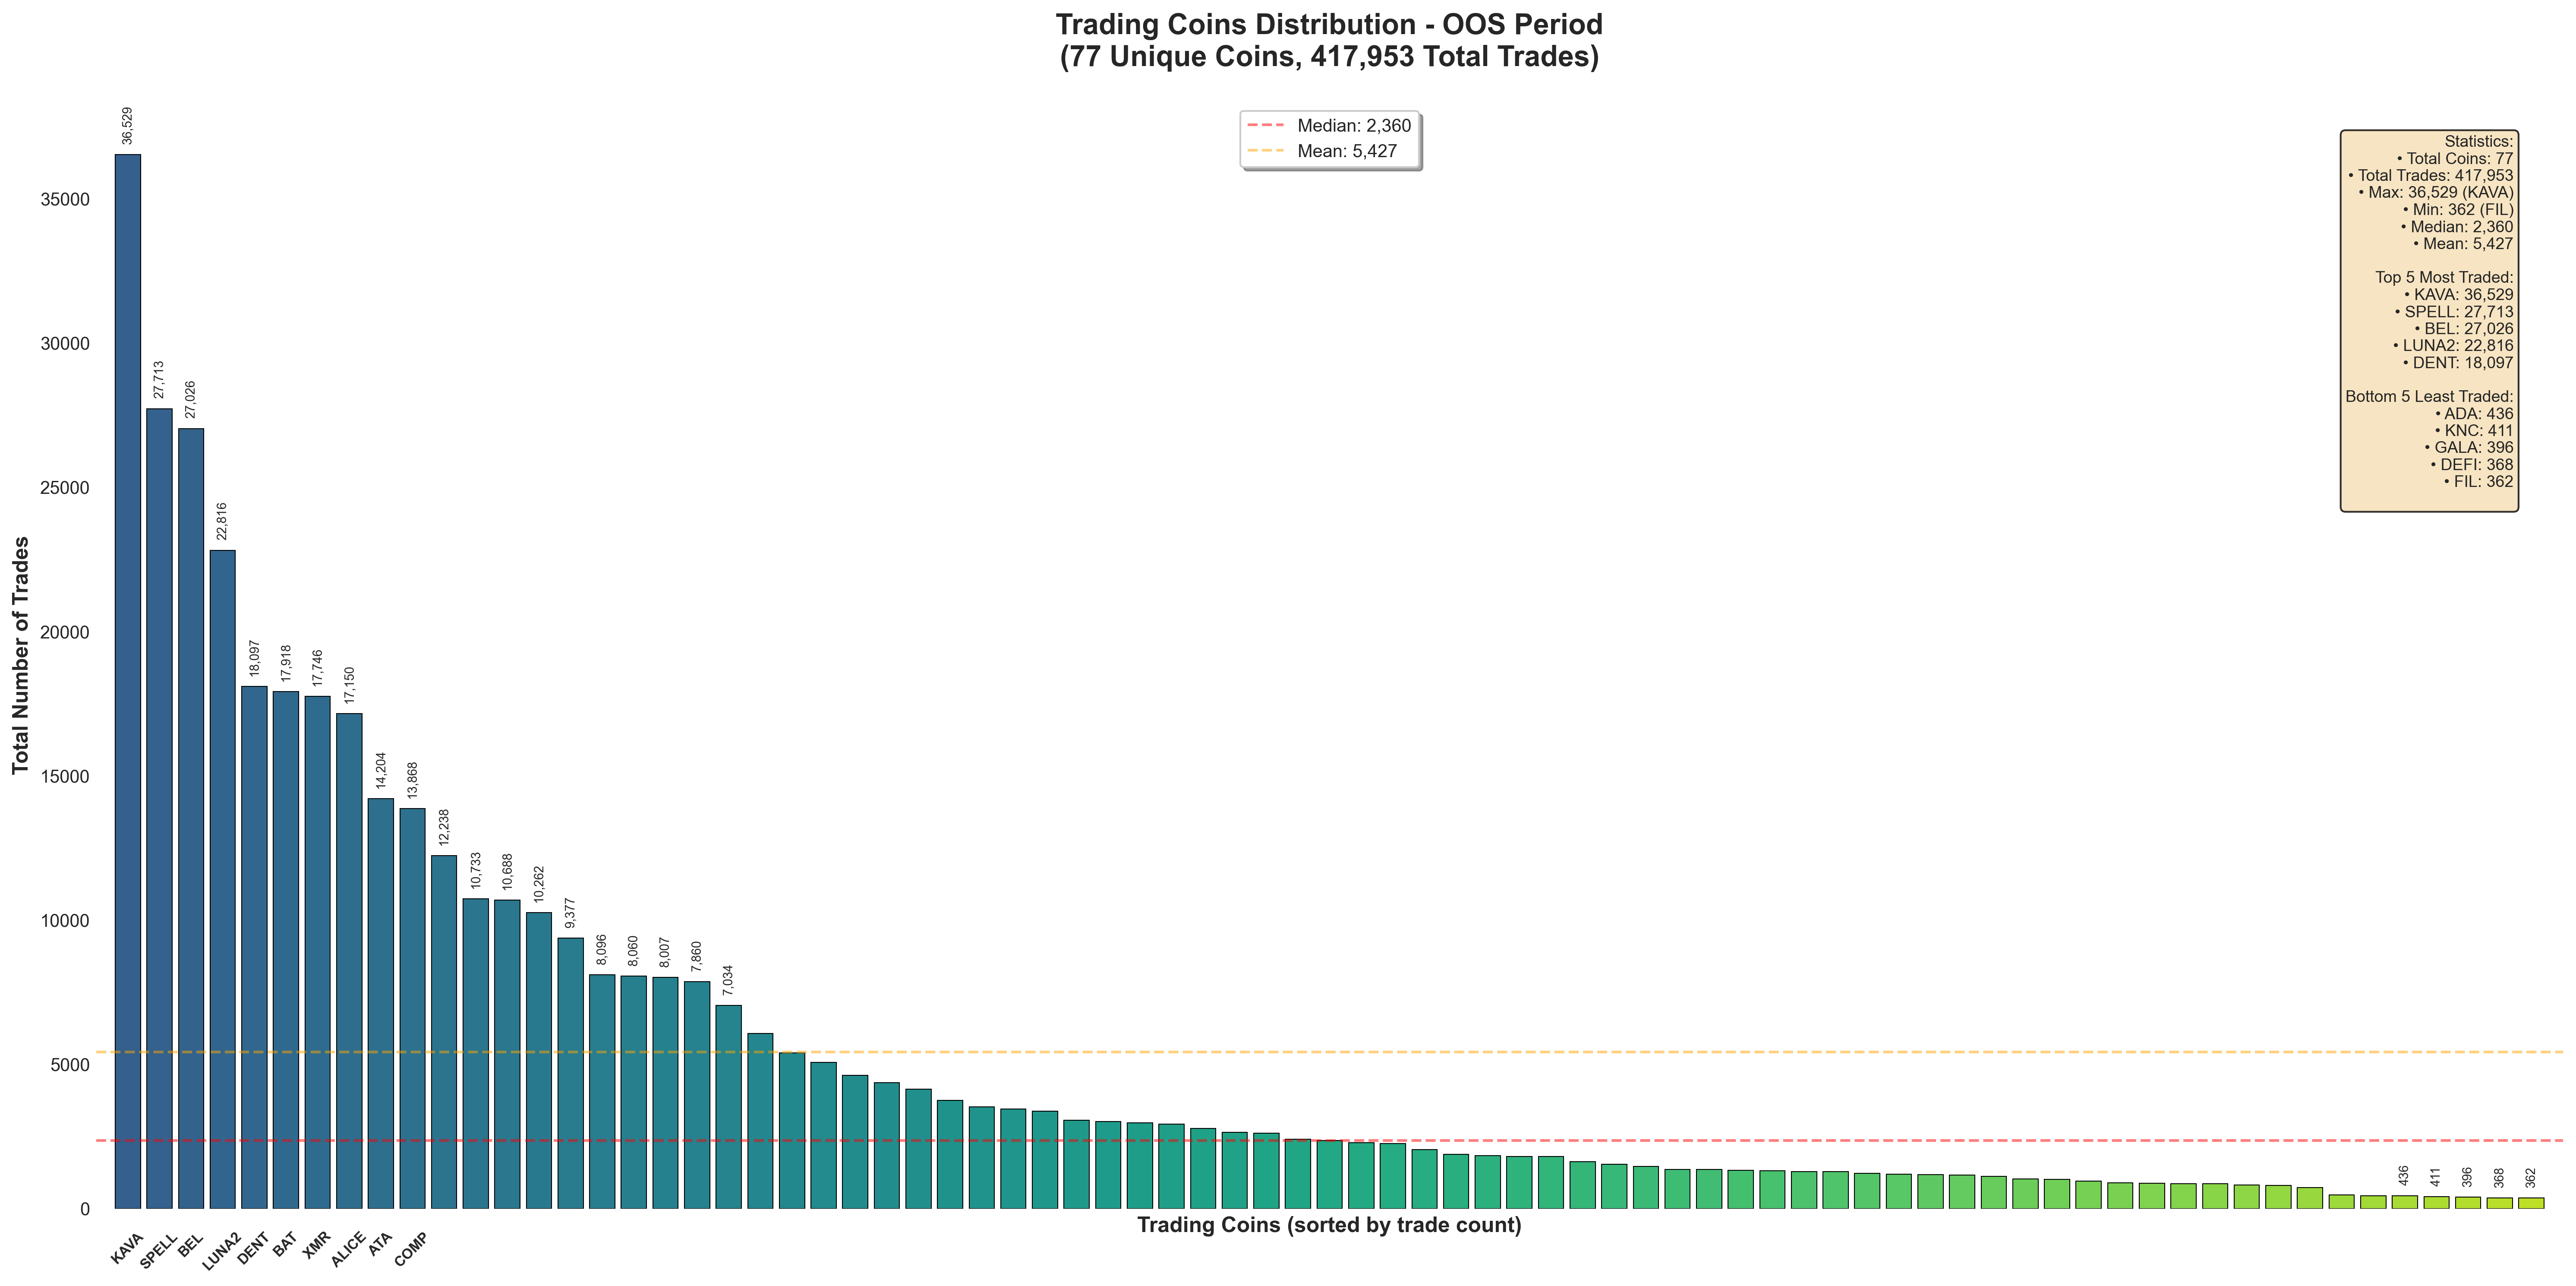 Trading Coins Distribution - OOS Period
(77 Unique Coins, 417,953 Total Trades)
Median: 2,360
Mean: 5,427
Statistics:
• Total Coins: 77
• Total Trades: 417,953
• Max: 36,529 (KAVA)
• Min: 362 (FIL)
• Median: 2,360
• Mean: 5,427
Top 5 Most Traded:
• KAVA: 36,529
• SPELL: 27,713
• BEL: 27,026
• LUNA2: 22,816
• DENT: 18,097
Bottom 5 Least Traded:
• ADA: 436
• KNC: 411
• GALA: 396
• DEFI: 368
• FIL: 362
Total Number of Trades
35000
30000
25000
20000
15000
10000
5000
0
36,529
27,713
27,026
22,816
18,097
17,918
17,746
17,150
14,204
13,868
12,238
10,733
10,688
10,262
9,377
8,096
8,060
8,007
7,860
7,034
436
411
396
368
362
KAVA
SPELL
BEL
LUNA2
DENT
BAT
XMR
ALICE
ATA
COMP
Trading Coins (sorted by trade count)